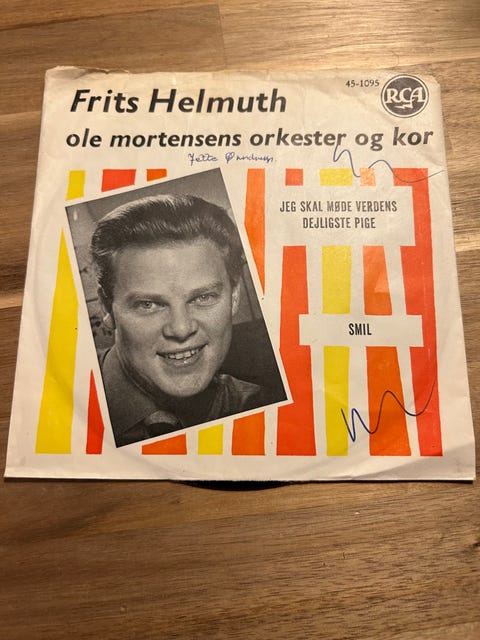 45-1095
RCA
Frits Helmuth
ole mortensens orkester og kor
JEG SKAL MØDE VERDENS
DEJLIGSTE PIGE
SMIL